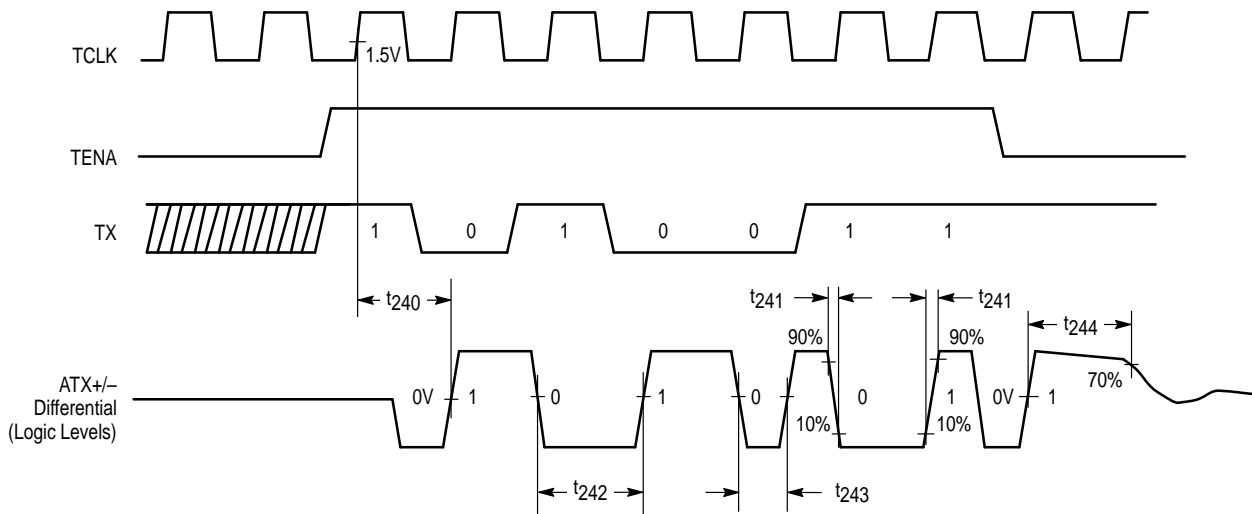 TCLK
1.5V
TENA
TX
1 0 1 0 0 1 1
t240
t241
t241
t244
90%
90%
70%
ATX+/–
Differential
(Logic Levels)
0V 1 0 1 0 0 1 0V 1
10%
10%
t242
t243